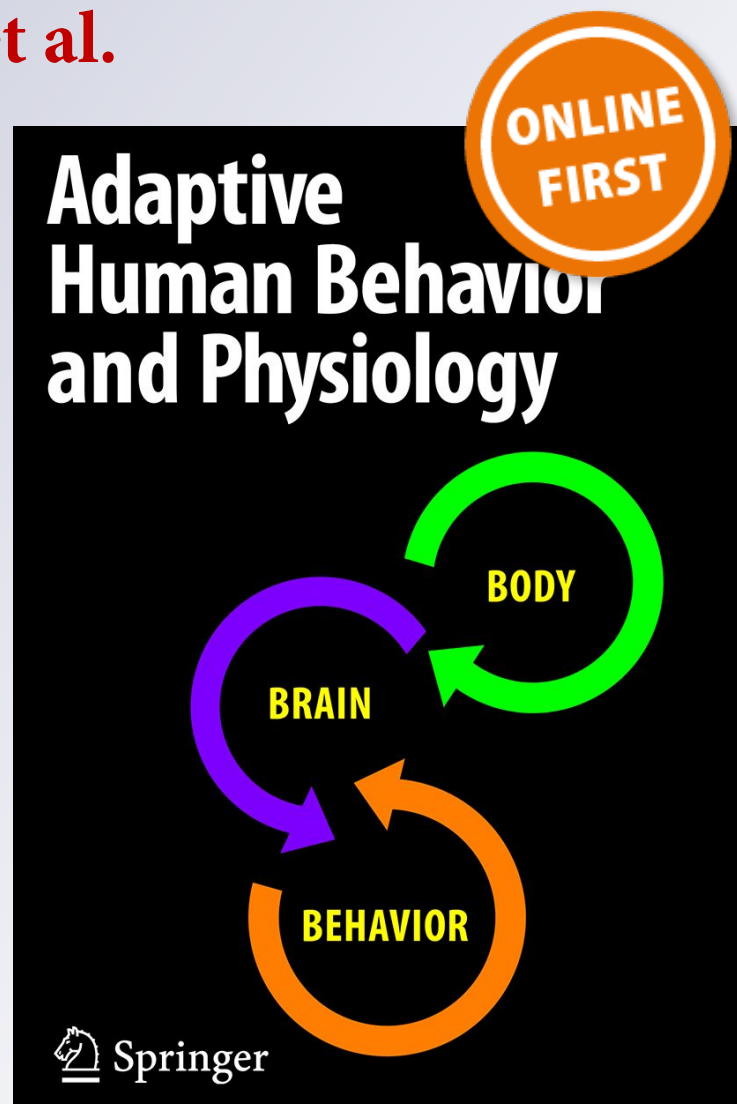 t al.
ONLINE
FIRST
Adaptive
Human Behavior
and Physiology
BODY
BRAIN
BEHAVIOR
Springer